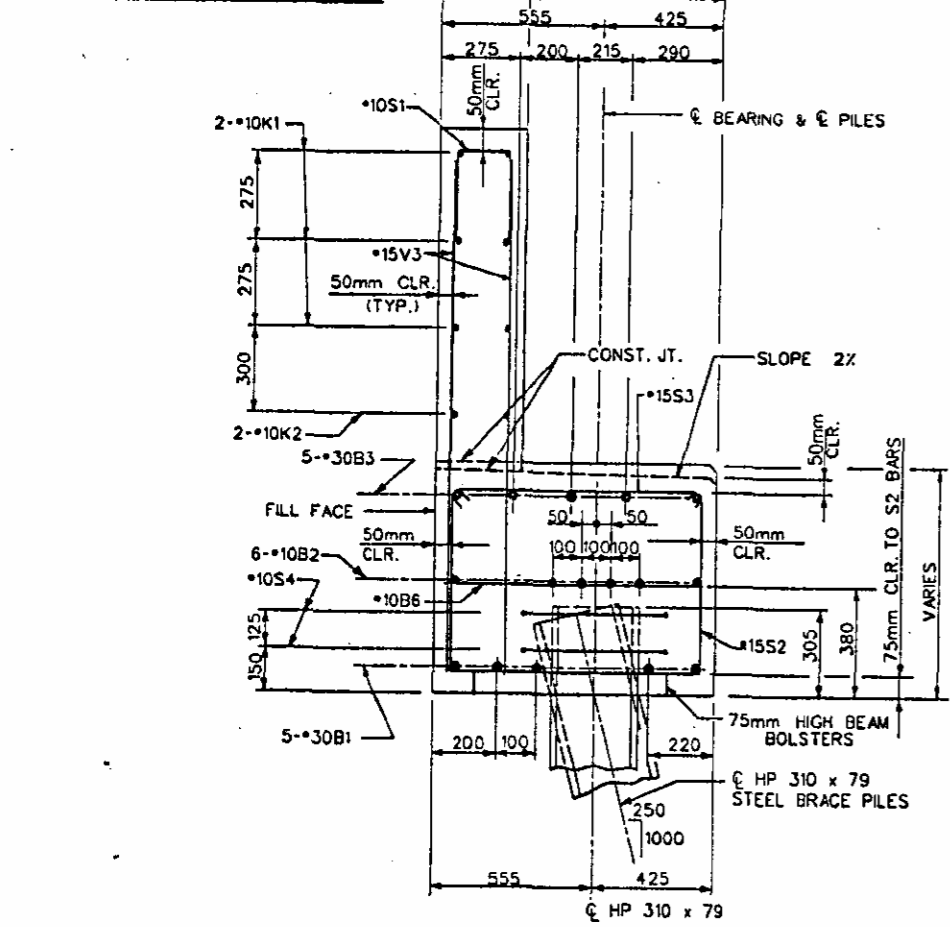 555 425
275 200 215 290
50mm
CLR.
•10S1
2-•10K1
℄ BEARING & ℄ PILES
275
•15V3
275
50mm CLR.
(TYP.)
CONST. JT.
SLOPE 2%
300
•15S3
2-•10K2
50mm
CLR.
5-•30B3
FILL FACE
50 50
50mm
CLR.
50mm
CLR.
100 100 100
6-•10B2
•10S4
•10B6
75mm CLR. TO S2 BARS
VARIES
125
150
305
380
•15S2
5-•30B1
75mm HIGH BEAM
BOLSTERS
200 100 220
℄ HP 310 x 79
STEEL BRACE PILES
250
1000
555 425
℄ HP 310 x 79